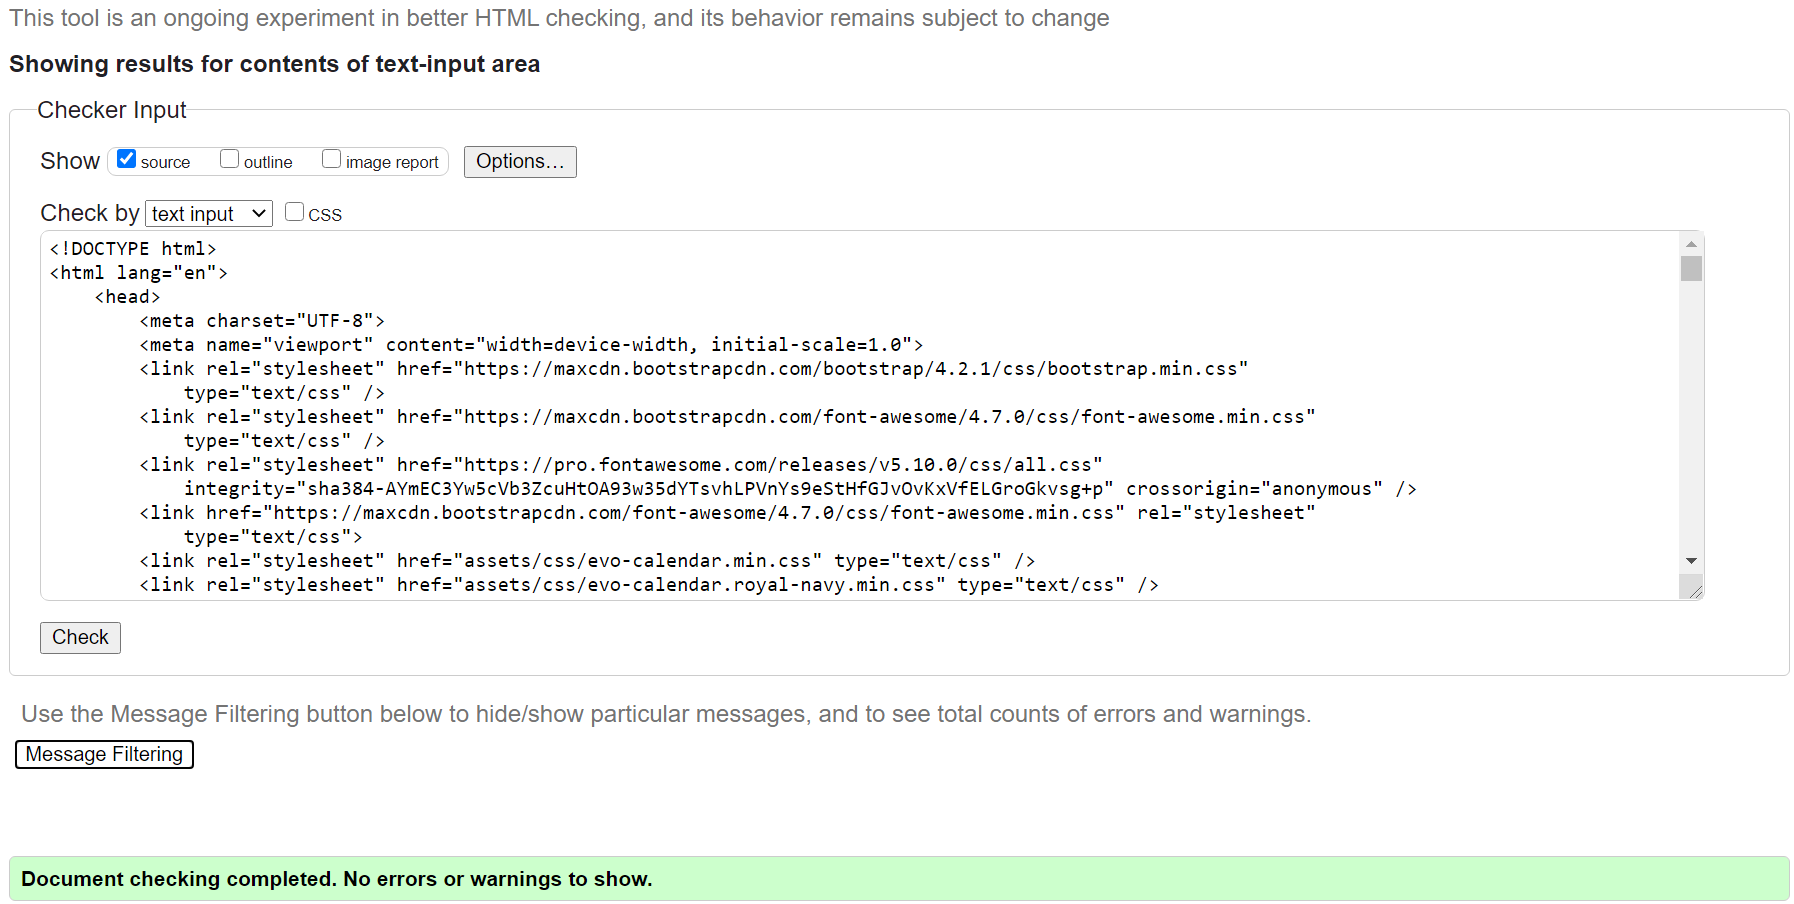 This tool is an ongoing experiment in better HTML checking, and its behavior remains subject to change
Showing results for contents of text-input area
Checker Input
Show source outline image report Options...
Check by text input CSS
<!DOCTYPE html>
<html lang="en">
<head>
<meta charset="UTF-8">
<meta name="viewport" content="width=device-width, initial-scale=1.0">
<link rel="stylesheet" href="https://maxcdn.bootstrapcdn.com/bootstrap/4.2.1/css/bootstrap.min.css"
type="text/css" />
<link rel="stylesheet" href="https://maxcdn.bootstrapcdn.com/font-awesome/4.7.0/css/font-awesome.min.css"
type="text/css" />
<link rel="stylesheet" href="https://pro.fontawesome.com/releases/v5.10.0/css/all.css"
integrity="sha384-AYmEC3Yw5cVb3ZcuHtOA93w35dYTsvhLPVnYs9eStHfGJvOvKxVfELGroGkvsg+p" crossorigin="anonymous" />
<link href="https://maxcdn.bootstrapcdn.com/font-awesome/4.7.0/css/font-awesome.min.css" rel="stylesheet"
type="text/css">
<link rel="stylesheet" href="assets/css/evo-calendar.min.css" type="text/css" />
<link rel="stylesheet" href="assets/css/evo-calendar.royal-navy.min.css" type="text/css" />
Check
Use the Message Filtering button below to hide/show particular messages, and to see total counts of errors and warnings.
Message Filtering
Document checking completed. No errors or warnings to show.